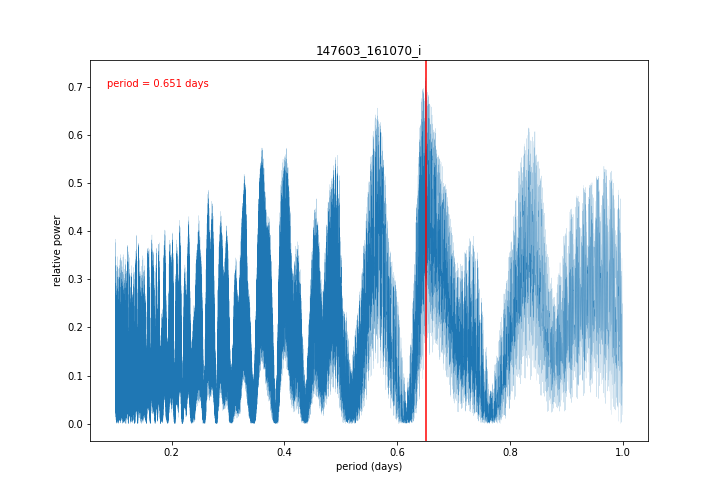 147603_161070_i
period = 0.651 days
0.7
0.6
0.5
0.4
0.3
0.2
0.1
0.0
relative power
0.2 0.4 0.6 0.8 1.0
period (days)